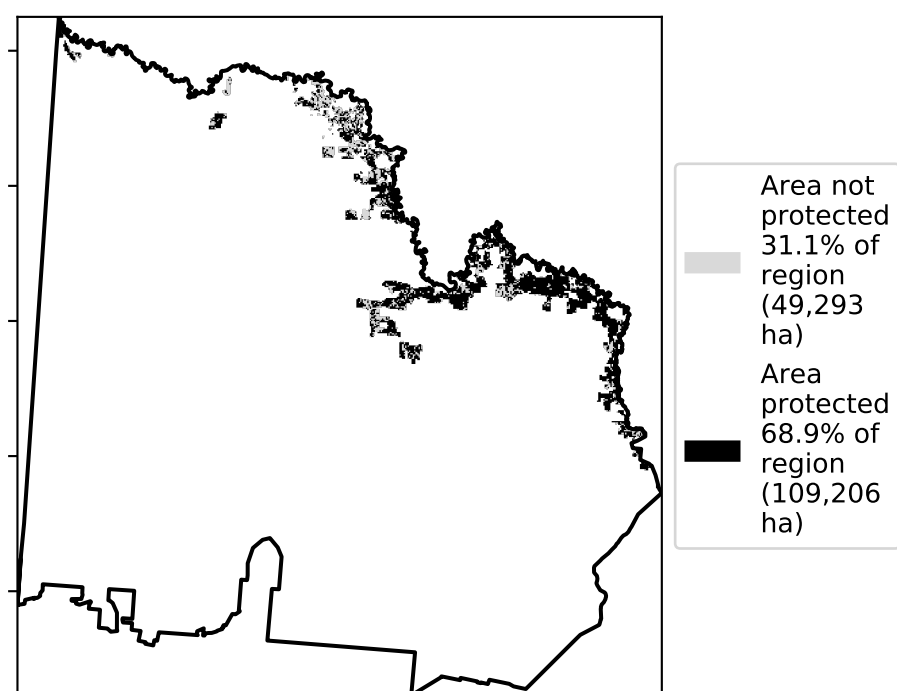 Area not
protected
31.1% of
region
(49,293
ha)
Area
protected
68.9% of
region
(109,206
ha)